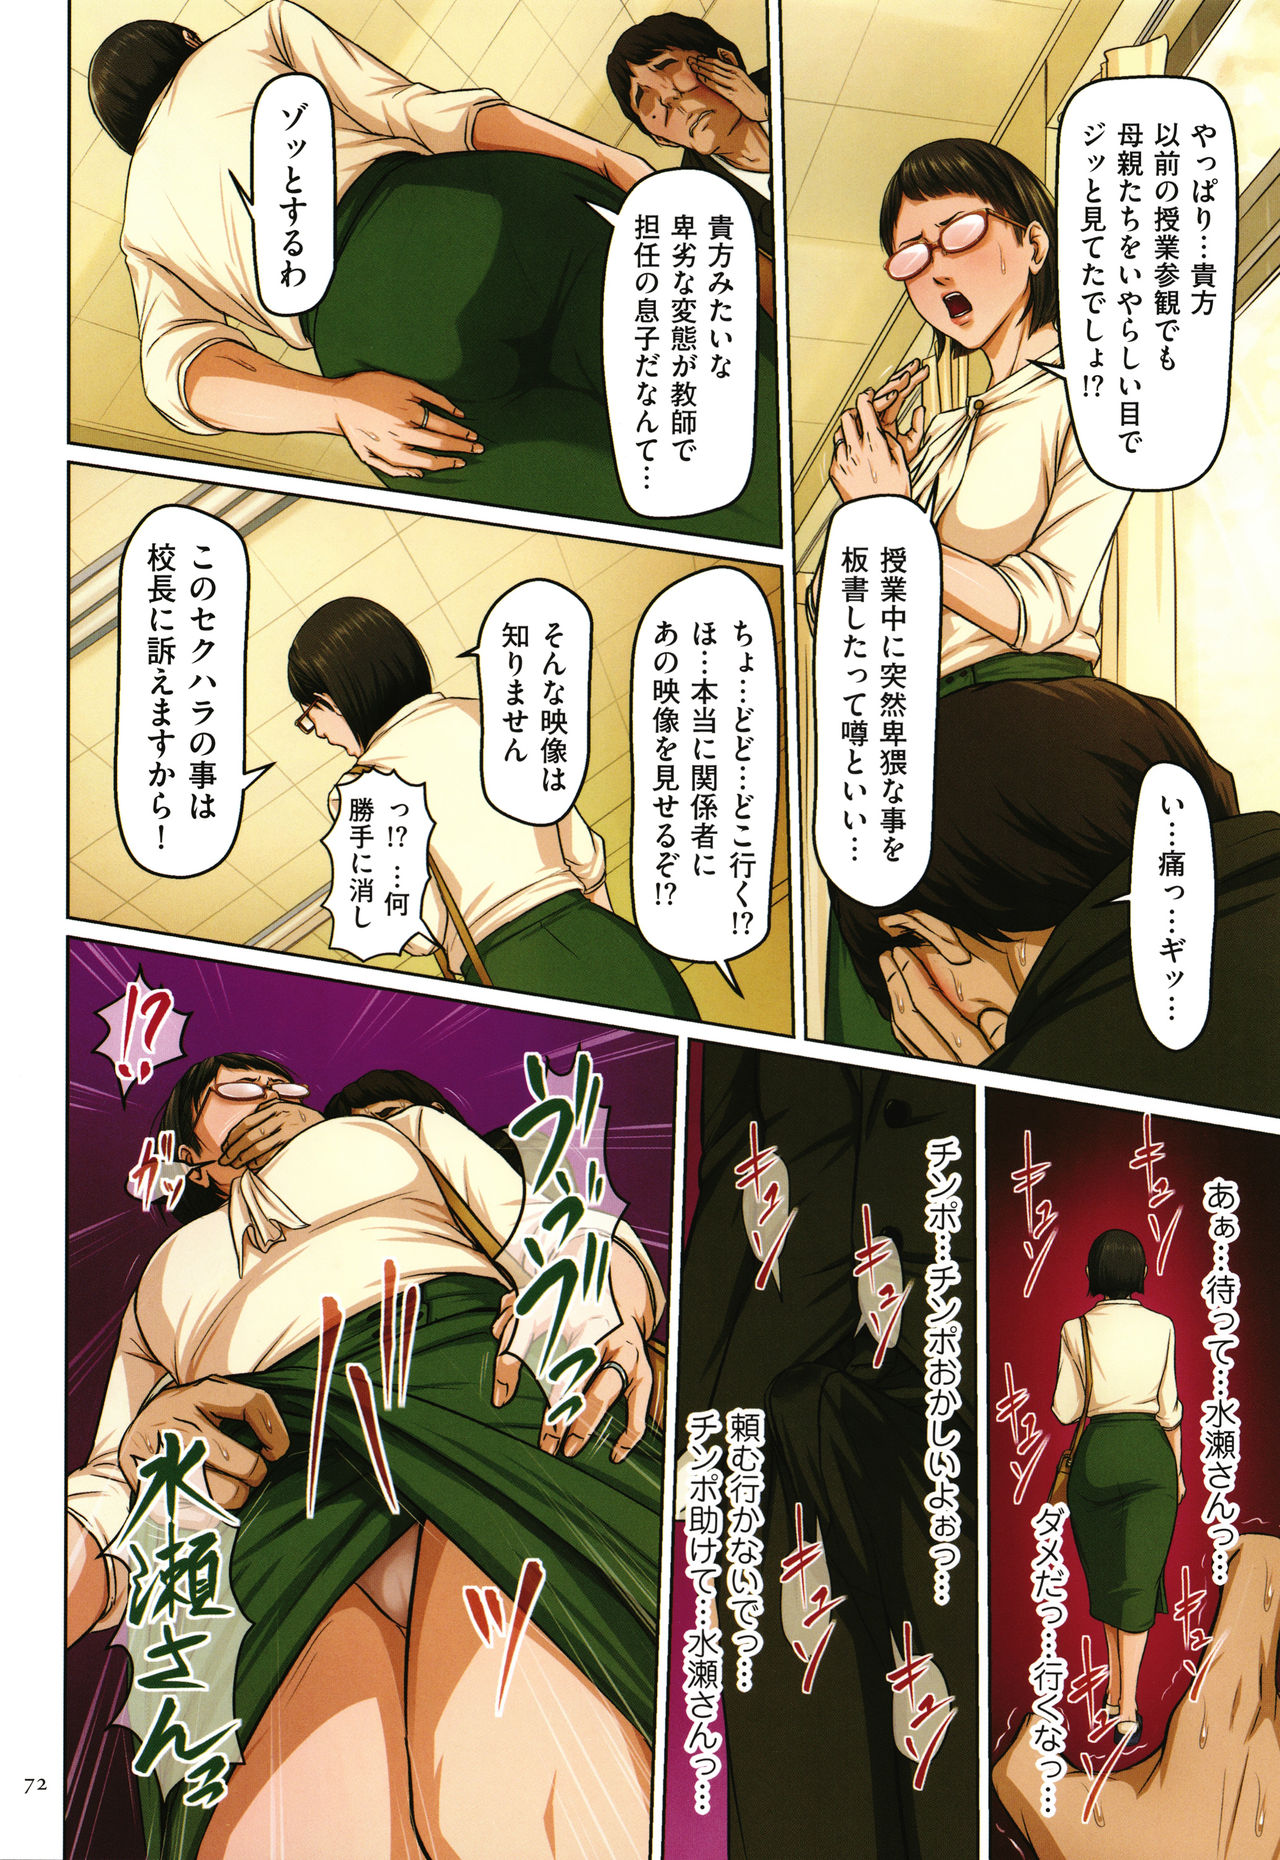 やっぱり…貴方
以前の授業参観でも
母親たちをいやらしい目で
ジッと見てたでしょ!?
授業中に突然卑猥な事を
板書したって噂といい…
い…痛っ…ギッ…
貴方みたいな
卑劣な変態が教師で
担任の息子だなんて…
ゾッとするわ
ちょ…どど…どこ行く!?
ほ…本当に関係者に
あの映像を見せるぞ!?
そんな映像は
知りません
っ!?…何
勝手に消し
このセクハラの事は
校長に訴えますから!
あぁ…待って…水瀬さんっ…
ダメだっ…行くなっ…
キュン
キュン
キュン
キュン
キュン
チンポ…チンポおかしいよぉっ…
頼む行かないでっ…
チンポ助けて…水瀬さんっ…
キュン
キュン
キュン
キュン
!?
ガッ
バッ
水瀬さんっ
72